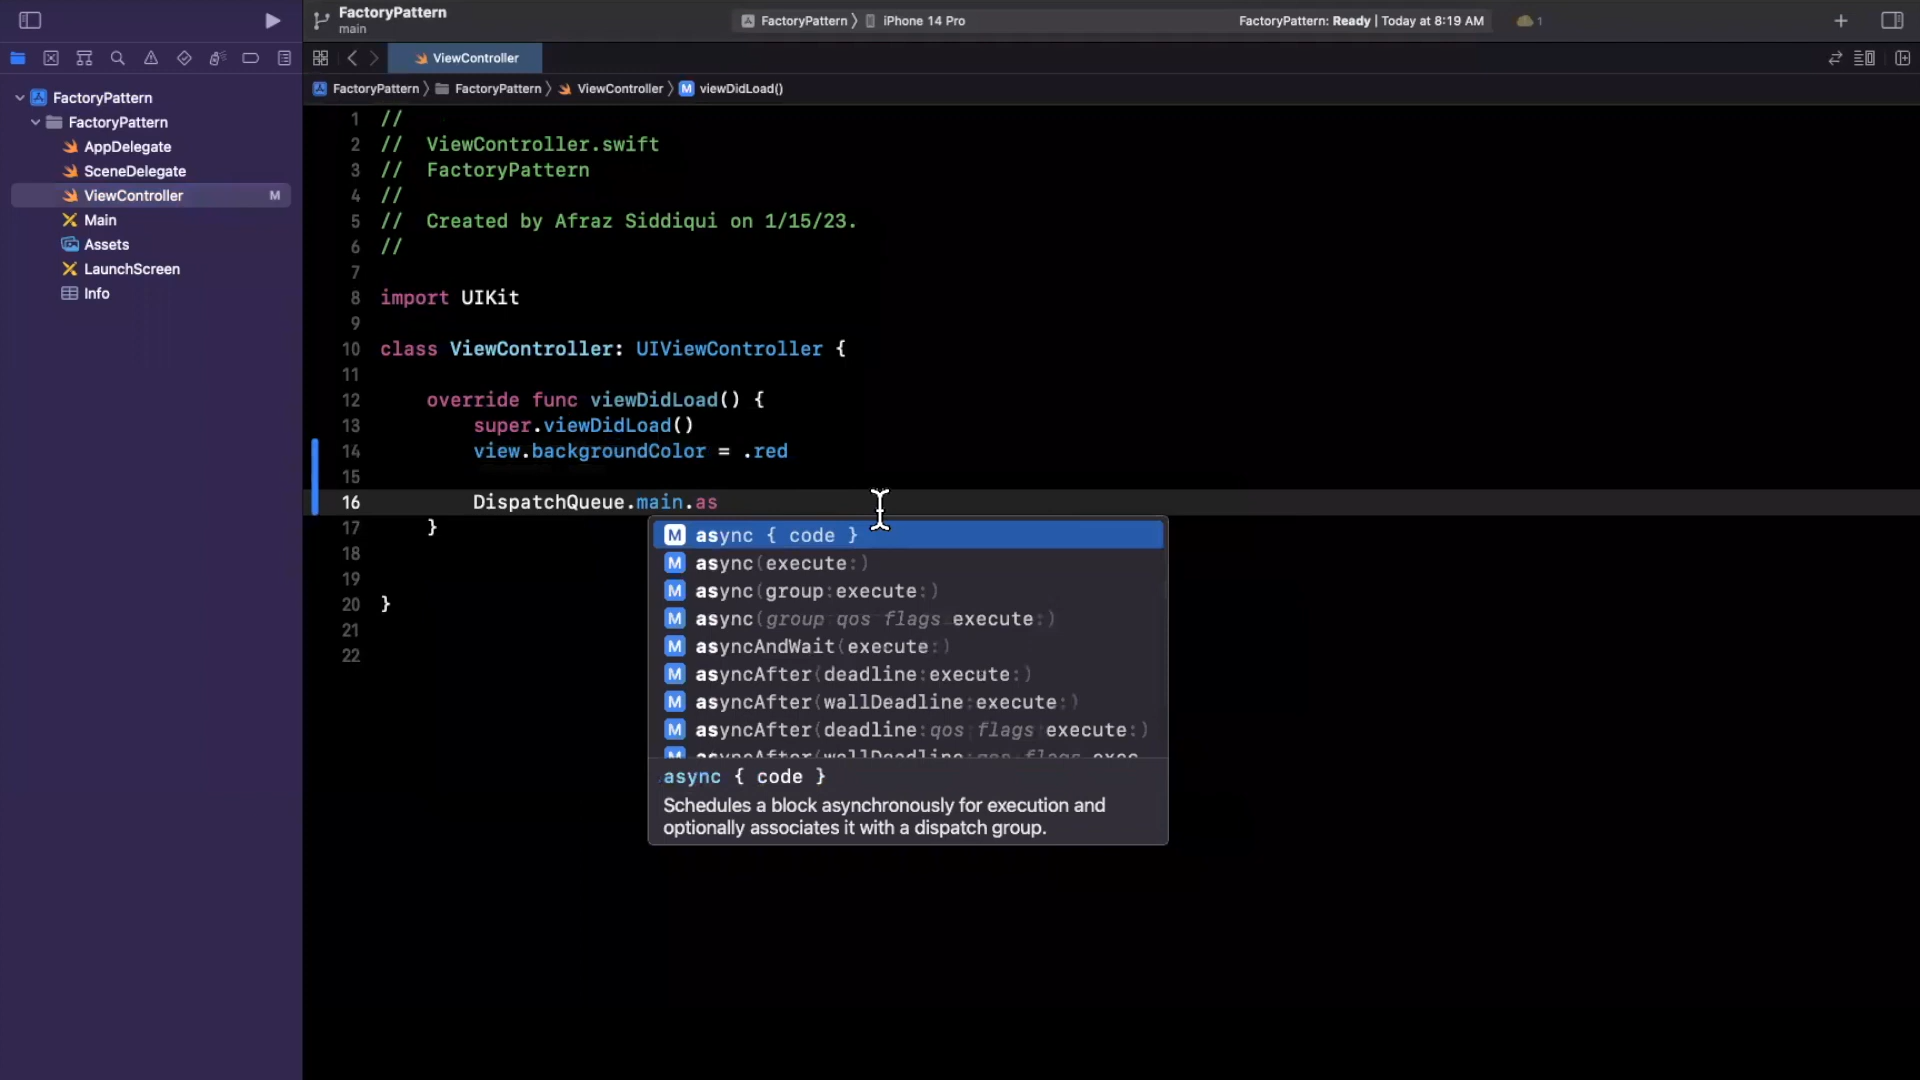 FactoryPattern
main
FactoryPattern
iPhone 14 Pro
FactoryPattern: Ready | Today at 8:19 AM
1
ViewController
FactoryPattern
FactoryPattern
ViewController
M viewDidLoad()
FactoryPattern
FactoryPattern
AppDelegate
SceneDelegate
ViewController M
Main
Assets
LaunchScreen
Info
1 //
2 //  ViewController.swift
3 //  FactoryPattern
4 //
5 //  Created by Afraz Siddiqui on 1/15/23.
6 //
7
8 import UIKit
9
10 class ViewController: UIViewController {
11
12     override func viewDidLoad() {
13         super.viewDidLoad()
14         view.backgroundColor = .red
15
16         DispatchQueue.main.as
17     }
18
19
20 }
21
22
M async { code }
M async(execute:)
M async(group:execute:)
M async(group qos flags execute:)
M asyncAndWait(execute:)
M asyncAfter(deadline:execute:)
M asyncAfter(wallDeadline:execute:)
M asyncAfter(deadline:qos flags execute:)
M asyncAfter(wallDeadline:qos flags exec
async { code }
Schedules a block asynchronously for execution and
optionally associates it with a dispatch group.